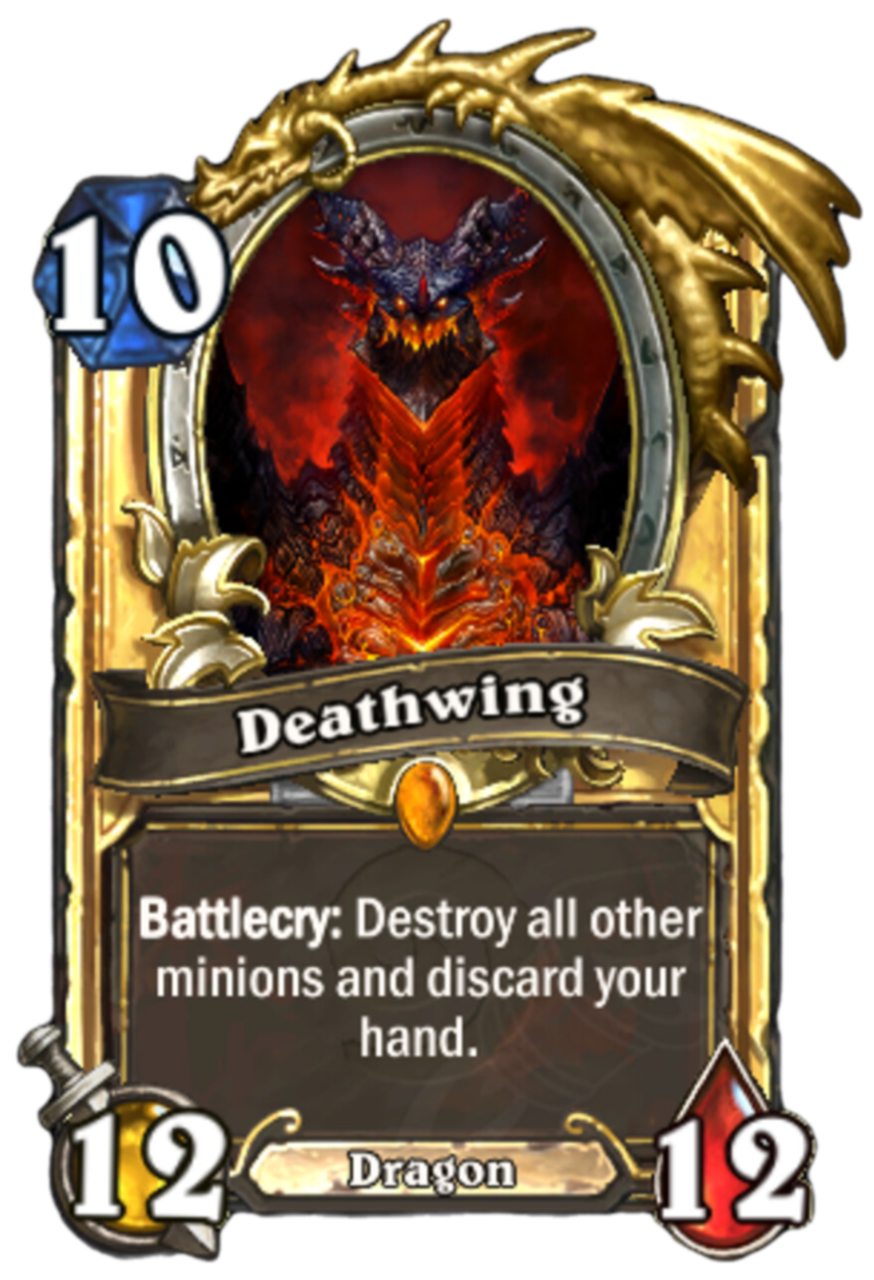 10
Deathwing
Battlecry: Destroy all other
minions and discard your
hand.
12
Dragon
12